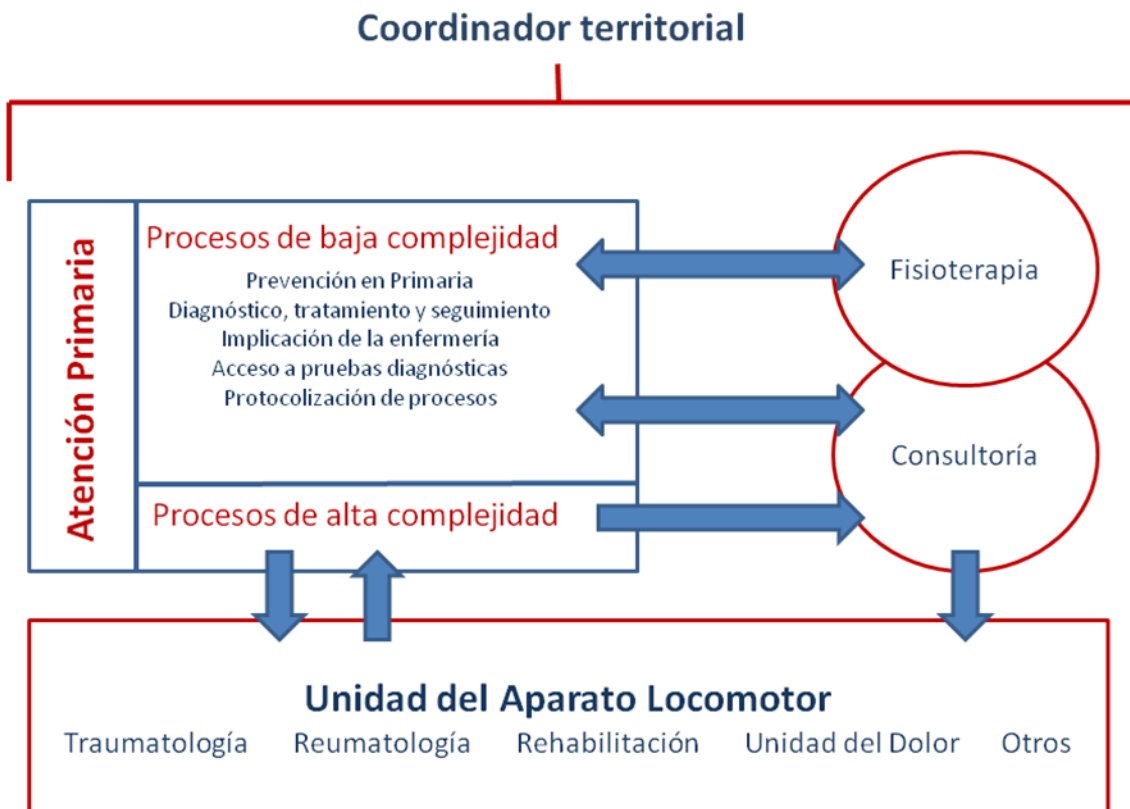 Coordinador territorial
Atención Primaria
Procesos de baja complejidad
Prevención en Primaria
Diagnóstico, tratamiento y seguimiento
Implicación de la enfermería
Acceso a pruebas diagnósticas
Protocolización de procesos
Procesos de alta complejidad
Fisioterapia
Consultoría
Unidad del Aparato Locomotor
Traumatología Reumatología Rehabilitación Unidad del Dolor Otros